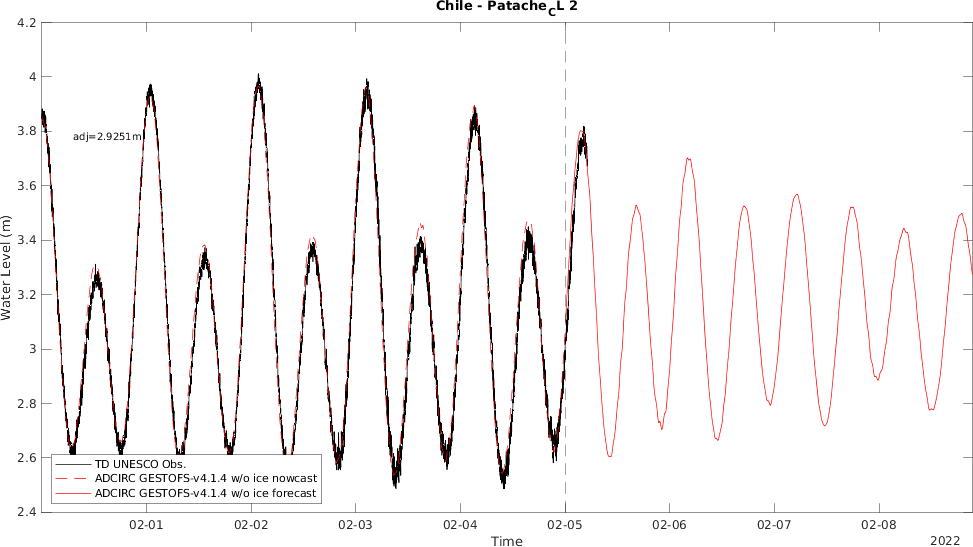 Chile - Patache_CL 2
4.2
4
3.8
3.6
3.4
3.2
3
2.8
2.6
2.4
Water Level (m)
adj=2.9251m
TD UNESCO Obs.
ADCIRC GESTOFS-v4.1.4 w/o ice nowcast
ADCIRC GESTOFS-v4.1.4 w/o ice forecast
02-01 02-02 02-03 02-04 02-05 02-06 02-07 02-08
Time
2022